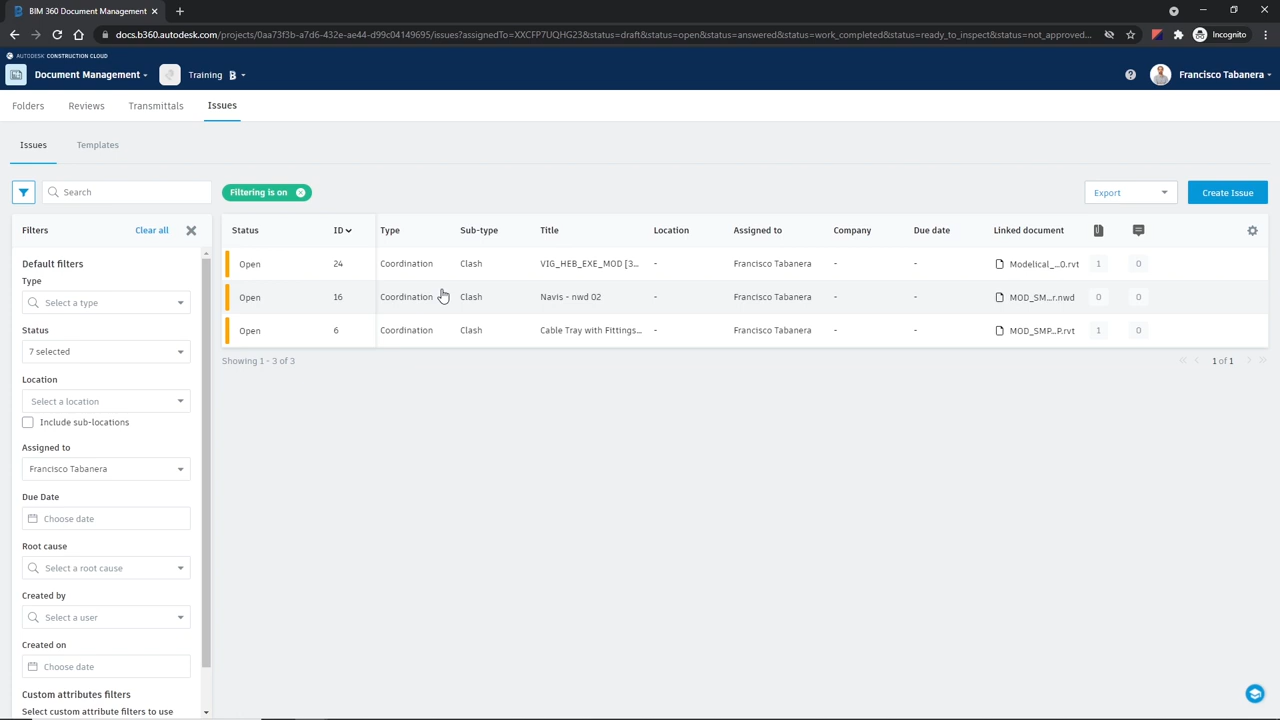 BIM 360 Document Management
docs.b360.autodesk.com/projects/0aa73f3b-a7d6-432e-ae44-d99c04149695/issues?assignedTo=XXCFP7UQHG23&status=draft&status=open&status=answered&status=work_completed&status=ready_to_inspect&status=not_approved...
Incognito
AUTODESK CONSTRUCTION CLOUD
Document Management
Training
Francisco Tabanera
Folders
Reviews
Transmittals
Issues
Issues
Templates
Search
Filtering is on
Export
Create Issue
Filters
Clear all
Default filters
Type
Select a type
Status
7 selected
Location
Select a location
Include sub-locations
Assigned to
Francisco Tabanera
Due Date
Choose date
Root cause
Select a root cause
Created by
Select a user
Created on
Choose date
Custom attributes filters
Select custom attribute filters to use
Status ID Type Sub-type Title Location Assigned to Company Due date Linked document
Open 24 Coordination Clash VIG_HEB_EXE_MOD [3... - Francisco Tabanera - - Modelical_...0.rvt 1 0
Open 16 Coordination Clash Navis - nwd 02 - Francisco Tabanera - - MOD_SM...r.nwd 0 0
Open 6 Coordination Clash Cable Tray with Fittings... - Francisco Tabanera - - MOD_SMP...P.rvt 1 0
Showing 1 - 3 of 3
1 of 1